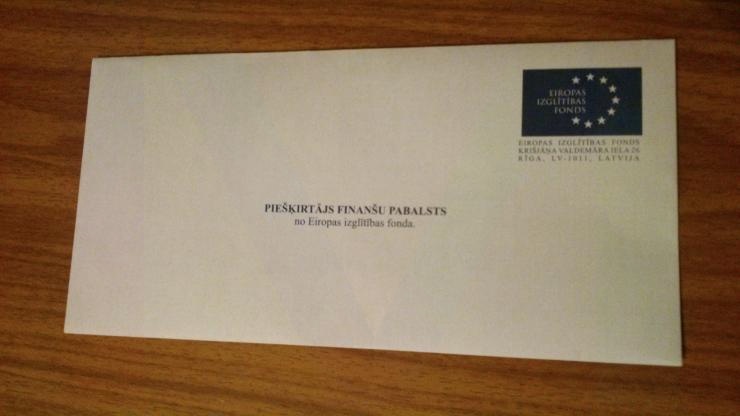 EIROPAS
IZGLĪTĪBAS
FONDS
EIROPAS IZGLĪTĪBAS FONDS
KRIŠJĀŅA VALDEMĀRA IELA 26
RĪGA, LV-1011, LATVIJA
PIEŠĶIRTĀJS FINANŠU PABALSTS
no Eiropas izglītības fonda.